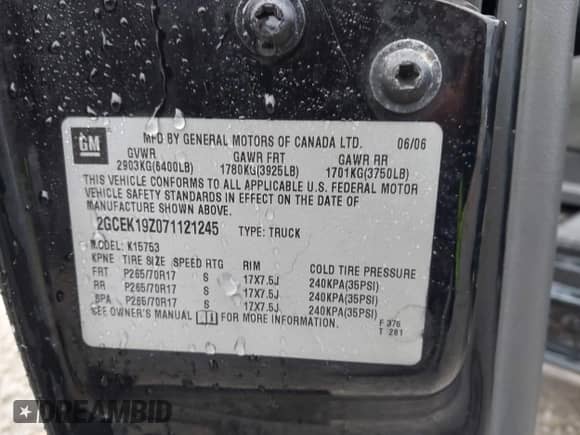 GM
MFD BY GENERAL MOTORS OF CANADA LTD. 06/06
GVWR GAWR FRT GAWR RR
2903KG(6400LB) 1780KG(3925LB) 1701KG(3750LB)
THIS VEHICLE CONFORMS TO ALL APPLICABLE U.S. FEDERAL MOTOR
VEHICLE SAFETY STANDARDS IN EFFECT ON THE DATE OF
MANUFACTURE SHOWN ABOVE.
2GCEK19Z071121245 TYPE: TRUCK
MODEL: K15753
KPNE TIRE SIZE SPEED RTG RIM COLD TIRE PRESSURE
FRT P265/70R17 S 17X7.5J 240KPA(35PSI)
RR P265/70R17 S 17X7.5J 240KPA(35PSI)
SPA P265/70R17 S 17X7.5J 240KPA(35PSI)
SEE OWNER'S MANUAL FOR MORE INFORMATION.
F 376
T 281
DREAMBID